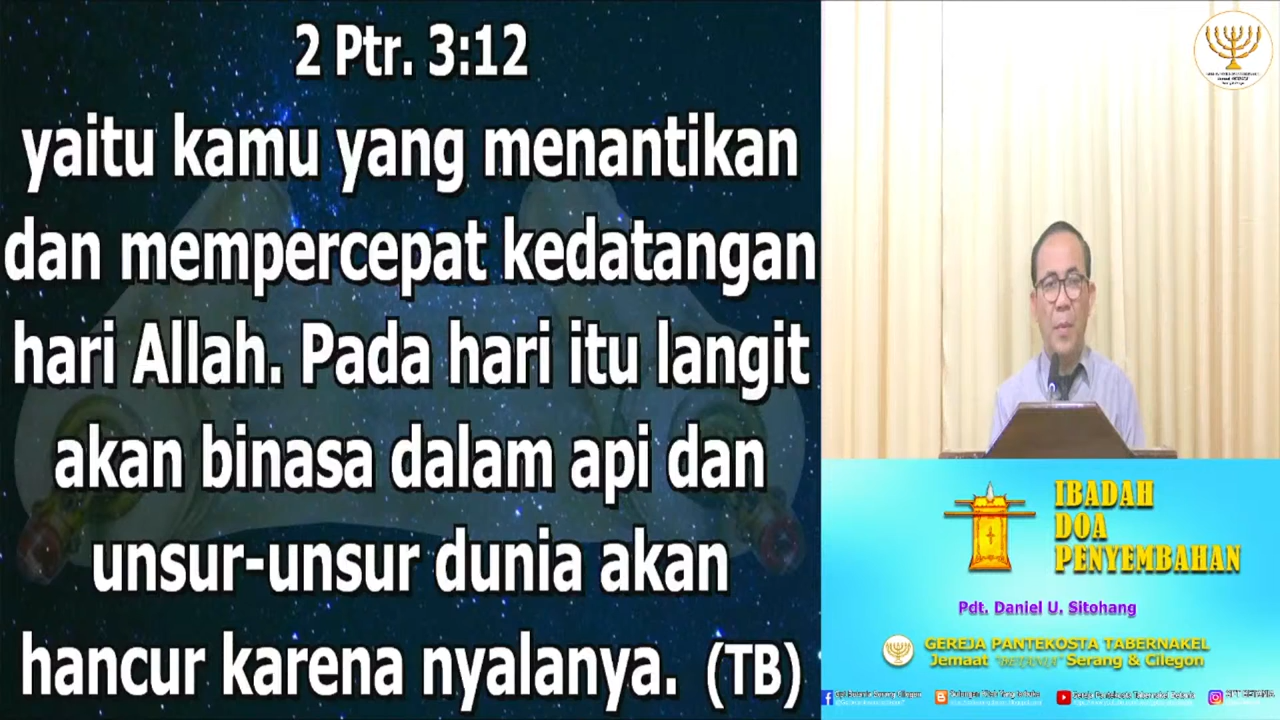 2 Ptr. 3:12
yaitu kamu yang menantikan
dan mempercepat kedatangan
hari Allah. Pada hari itu langit
akan binasa dalam api dan
unsur-unsur dunia akan
hancur karena nyalanya. (TB)
IBADAH
DOA
PENYEMBAHAN
Pdt. Daniel U. Sitohang
GEREJA PANTEKOSTA TABERNAKEL
Jemaat "BETANIA" Serang & Cilegon